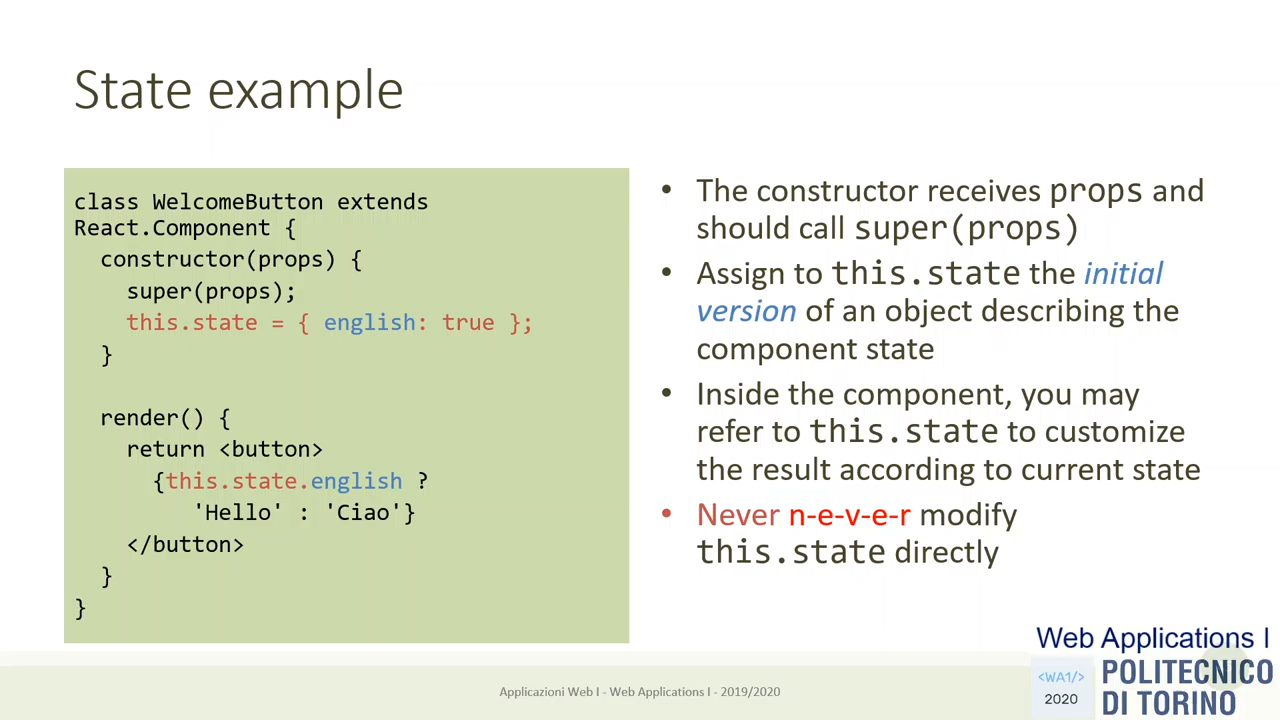 State example
class WelcomeButton extends
React.Component {
constructor(props) {
super(props);
this.state = { english: true };
}
render() {
return <button>
{this.state.english ?
'Hello' : 'Ciao'}
</button>
}
}
• The constructor receives props and
should call super(props)
• Assign to this.state the initial
version of an object describing the
component state
• Inside the component, you may
refer to this.state to customize
the result according to current state
• Never n-e-v-e-r modify
this.state directly
Applicazioni Web I - Web Applications I - 2019/2020
Web Applications I
<WA1/>
2020
POLITECNICO
DI TORINO